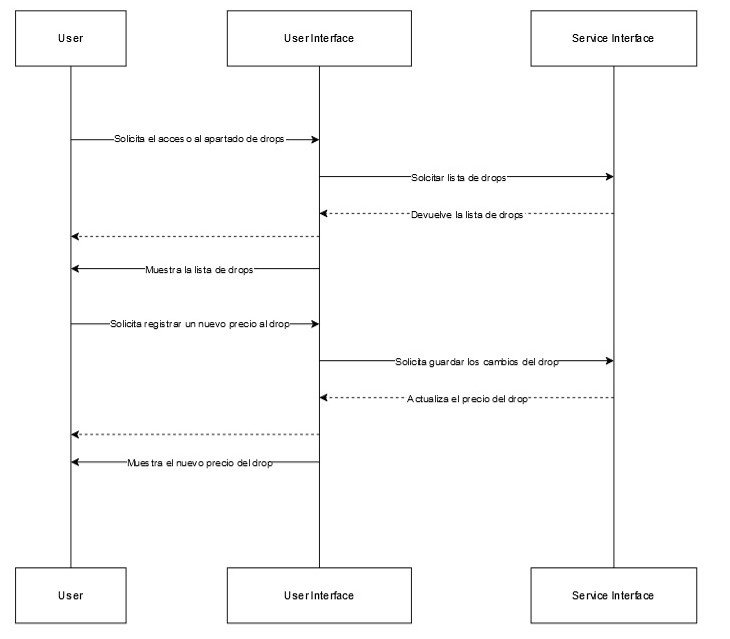 User
User Interface
Service Interface
Solicita el acceso al apartado de drops
Solcitar lista de drops
Devuelve la lista de drops
Muestra la lista de drops
Solicita registrar un nuevo precio al drop
Solicita guardar los cambios del drop
Actualiza el precio del drop
Muestra el nuevo precio del drop
User
User Interface
Service Interface